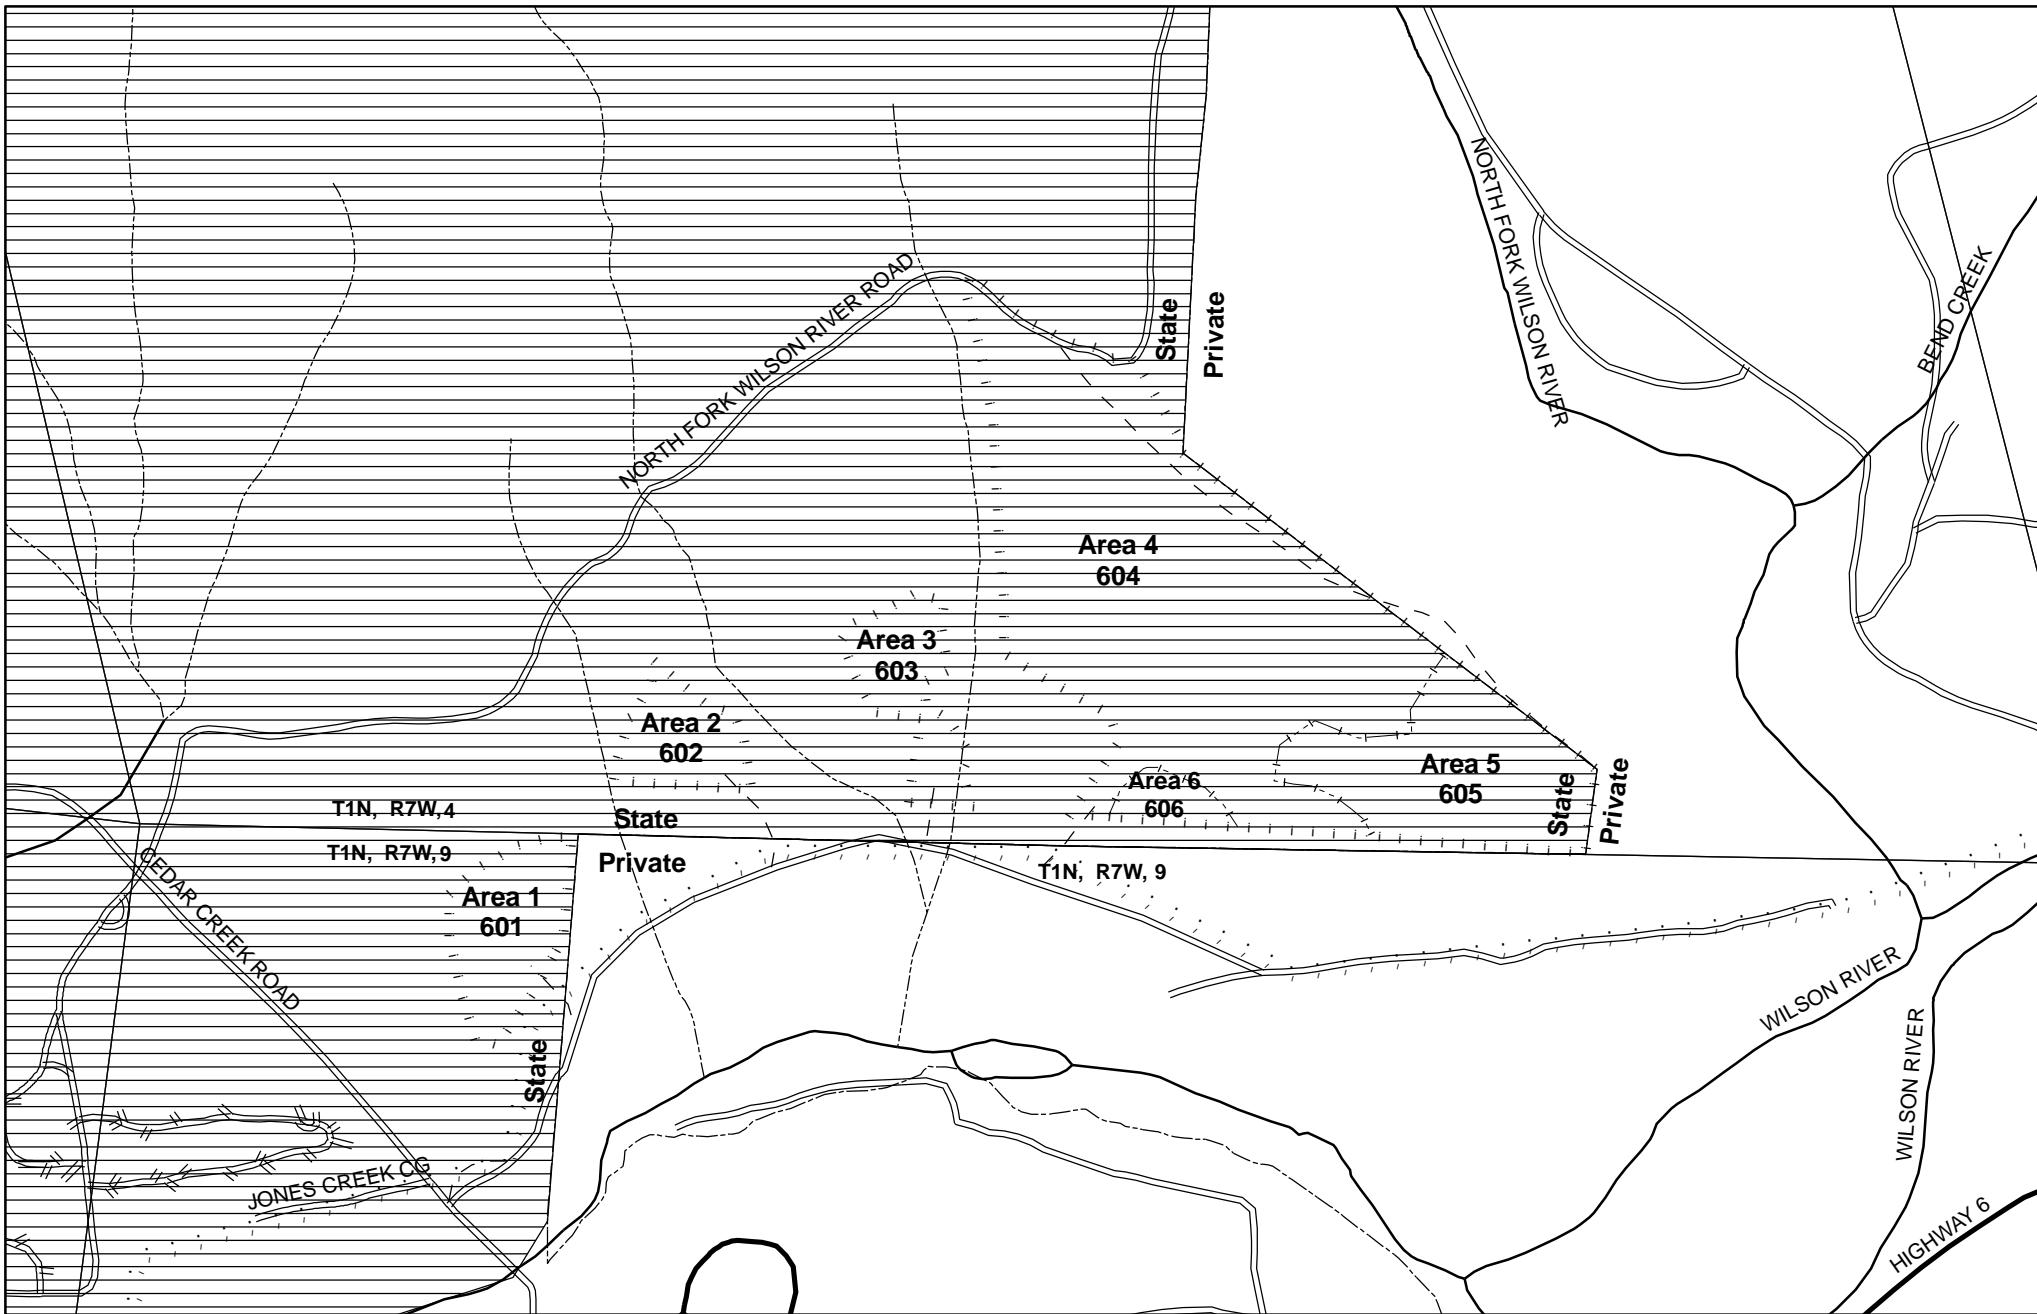 NORTH FORK WILSON RIVER
NORTH FORK WILSON RIVER ROAD
BEND CREEK
State
Private
Area 4
604
Area 3
603
Area 2
602
Area 5
605
Area 6
606
State
Private
T1N, R7W, 4
State
T1N, R7W, 9
Private
T1N, R7W, 9
CEDAR CREEK ROAD
Area 1
601
WILSON RIVER
State
WILSON RIVER
JONES CREEK CG
HIGHWAY 6